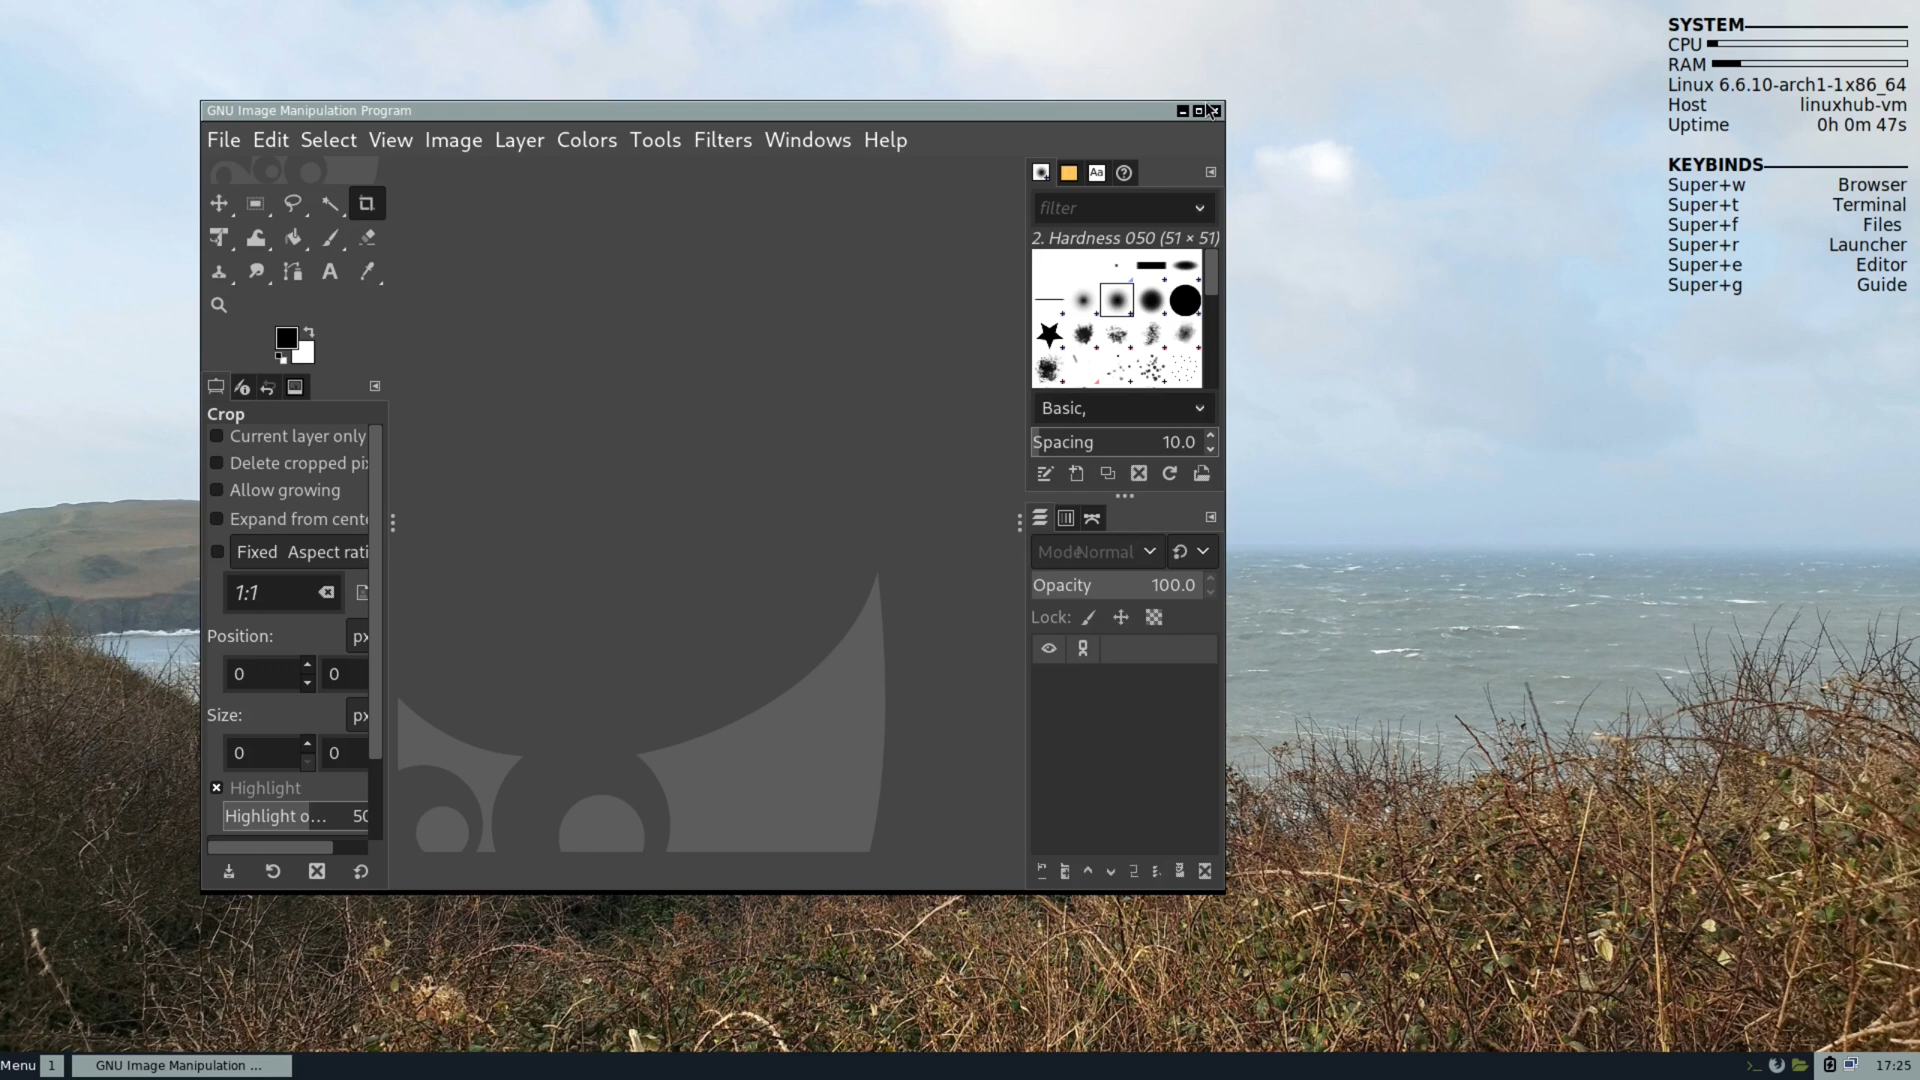 SYSTEM
CPU
RAM
Linux 6.6.10-arch1-1x86_64
Host linuxhub-vm
Uptime 0h 0m 47s
KEYBINDS
Super+w Browser
Super+t Terminal
Super+f Files
Super+r Launcher
Super+e Editor
Super+g Guide
GNU Image Manipulation Program
File Edit Select View Image Layer Colors Tools Filters Windows Help
Aa
filter
2. Hardness 050 (51 × 51)
A
Basic,
Spacing 10.0
Crop
Current layer only
Delete cropped pix
Allow growing
Expand from cente
Fixed Aspect rati
1:1
Position: px
0 0
Size: px
0 0
Highlight
Highlight o... 50
Mode Normal
Opacity 100.0
Lock:
Menu 1 GNU Image Manipulation ... 17:25